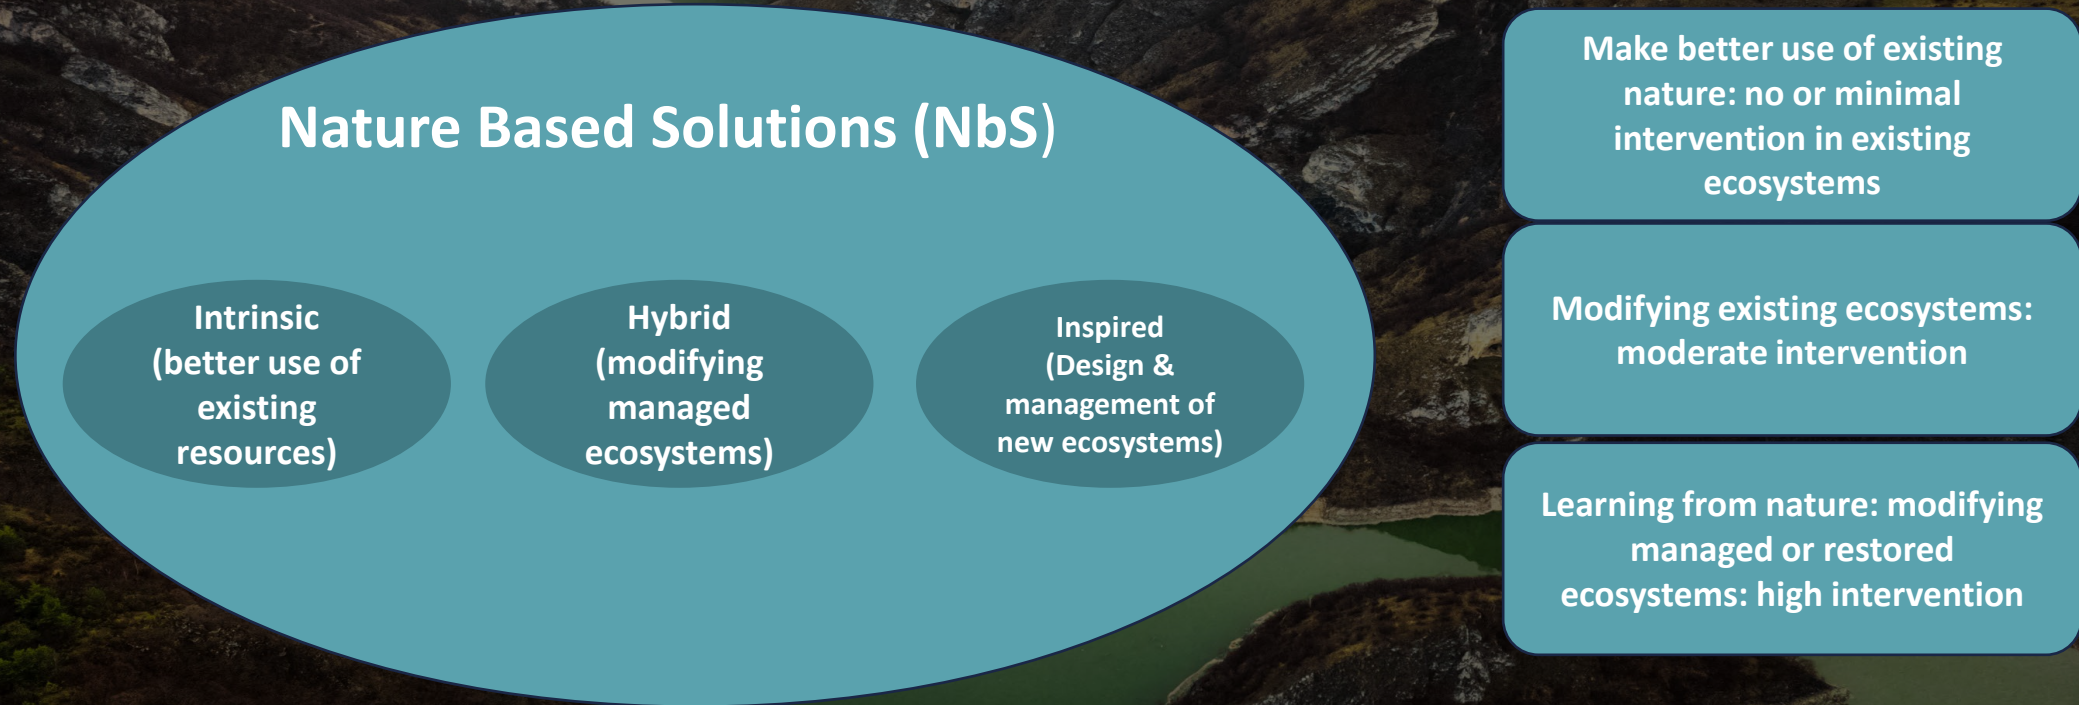 Nature Based Solutions (NbS)
Intrinsic
(better use of
existing
resources)
Hybrid
(modifying
managed
ecosystems)
Inspired
(Design &
management of
new ecosystems)
Make better use of existing
nature: no or minimal
intervention in existing
ecosystems
Modifying existing ecosystems:
moderate intervention
Learning from nature: modifying
managed or restored
ecosystems: high intervention